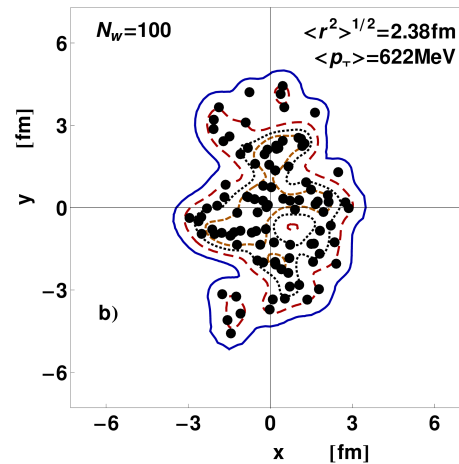 N_w=100
<r²>^1/2=2.38fm
<p_T>=622MeV
6
3
0
−3
−6
y [fm]
b)
−6 −3 0 3 6
x [fm]